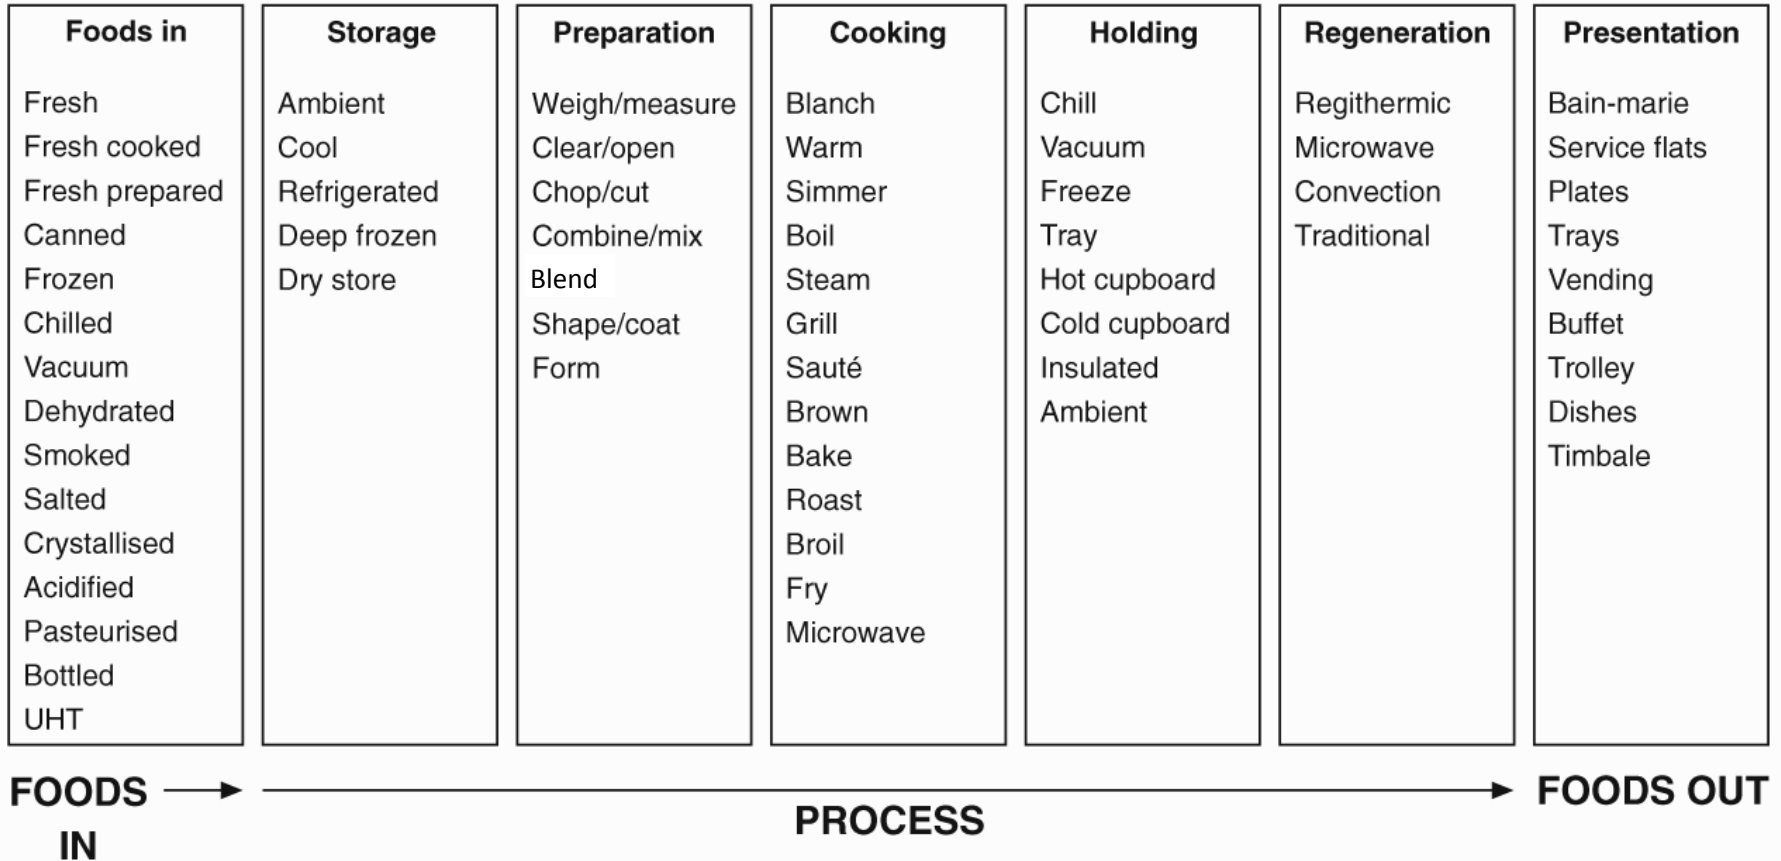 Foods in
Fresh
Fresh cooked
Fresh prepared
Canned
Frozen
Chilled
Vacuum
Dehydrated
Smoked
Salted
Crystallised
Acidified
Pasteurised
Bottled
UHT
Storage
Ambient
Cool
Refrigerated
Deep frozen
Dry store
Preparation
Weigh/measure
Clear/open
Chop/cut
Combine/mix
Blend
Shape/coat
Form
Cooking
Blanch
Warm
Simmer
Boil
Steam
Grill
Sauté
Brown
Bake
Roast
Broil
Fry
Microwave
Holding
Chill
Vacuum
Freeze
Tray
Hot cupboard
Cold cupboard
Insulated
Ambient
Regeneration
Regithermic
Microwave
Convection
Traditional
Presentation
Bain-marie
Service flats
Plates
Trays
Vending
Buffet
Trolley
Dishes
Timbale
FOODS
IN
PROCESS
FOODS OUT